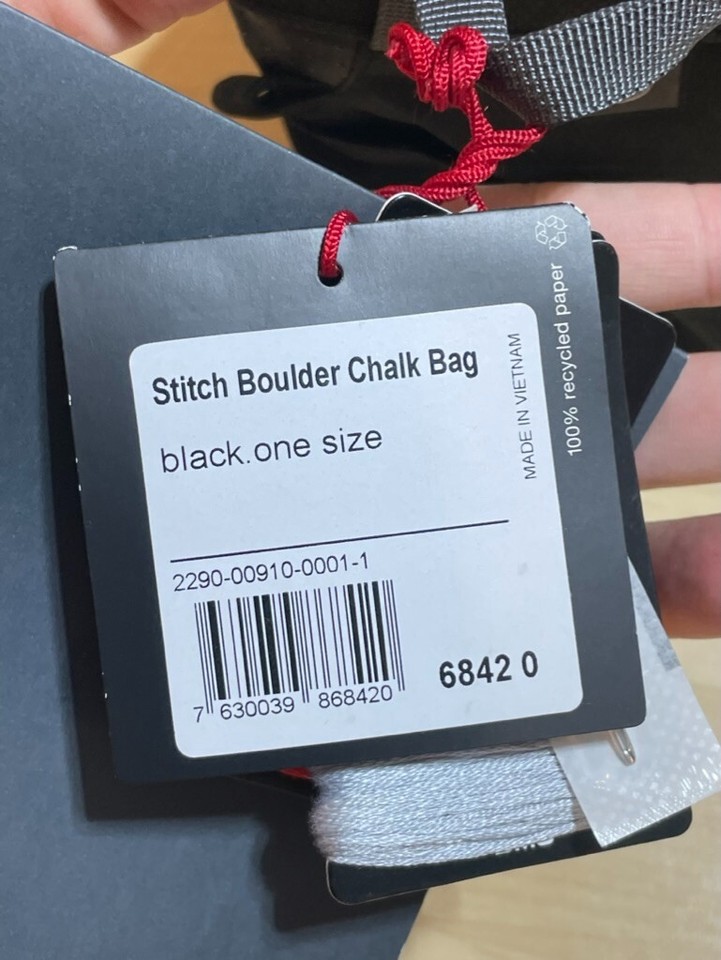 Stitch Boulder Chalk Bag
black.one size
MADE IN VIETNAM
100% recycled paper
2290-00910-0001-1
7 630039 868420
6842 0